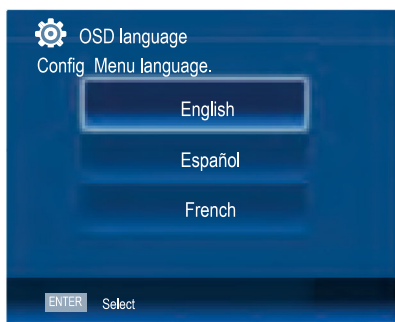 OSD language
Config Menu language.
English
Español
French
ENTER Select